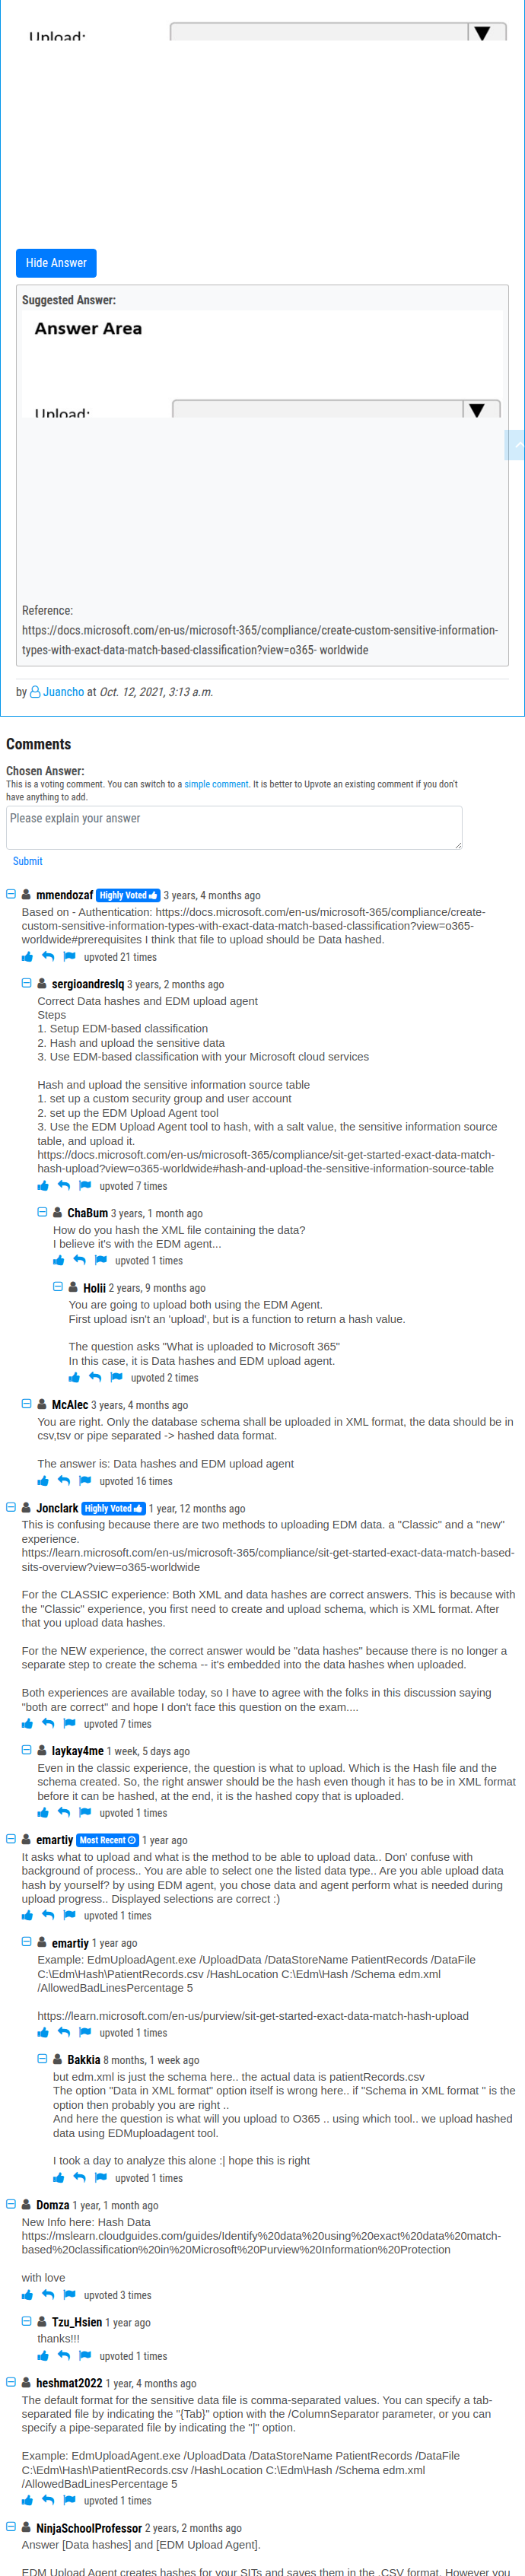 Upload:
Hide Answer
Suggested Answer:
Answer Area
Upload:
Reference:
https://docs.microsoft.com/en-us/microsoft-365/compliance/create-custom-sensitive-information-
types-with-exact-data-match-based-classification?view=o365- worldwide
by Juancho at Oct. 12, 2021, 3:13 a.m.
Comments
Chosen Answer:
This is a voting comment. You can switch to a simple comment. It is better to Upvote an existing comment if you don't
have anything to add.
Please explain your answer
Submit
mmendozaf Highly Voted 3 years, 4 months ago
Based on - Authentication: https://docs.microsoft.com/en-us/microsoft-365/compliance/create-
custom-sensitive-information-types-with-exact-data-match-based-classification?view=o365-
worldwide#prerequisites I think that file to upload should be Data hashed.
upvoted 21 times
sergioandreslq 3 years, 2 months ago
Correct Data hashes and EDM upload agent
Steps
1. Setup EDM-based classification
2. Hash and upload the sensitive data
3. Use EDM-based classification with your Microsoft cloud services
Hash and upload the sensitive information source table
1. set up a custom security group and user account
2. set up the EDM Upload Agent tool
3. Use the EDM Upload Agent tool to hash, with a salt value, the sensitive information source
table, and upload it.
https://docs.microsoft.com/en-us/microsoft-365/compliance/sit-get-started-exact-data-match-
hash-upload?view=o365-worldwide#hash-and-upload-the-sensitive-information-source-table
upvoted 7 times
ChaBum 3 years, 1 month ago
How do you hash the XML file containing the data?
I believe it's with the EDM agent...
upvoted 1 times
Holii 2 years, 9 months ago
You are going to upload both using the EDM Agent.
First upload isn't an 'upload', but is a function to return a hash value.
The question asks "What is uploaded to Microsoft 365"
In this case, it is Data hashes and EDM upload agent.
upvoted 2 times
McAlec 3 years, 4 months ago
You are right. Only the database schema shall be uploaded in XML format, the data should be in
csv,tsv or pipe separated -> hashed data format.
The answer is: Data hashes and EDM upload agent
upvoted 16 times
Jonclark Highly Voted 1 year, 12 months ago
This is confusing because there are two methods to uploading EDM data. a "Classic" and a "new"
experience.
https://learn.microsoft.com/en-us/microsoft-365/compliance/sit-get-started-exact-data-match-based-
sits-overview?view=o365-worldwide
For the CLASSIC experience: Both XML and data hashes are correct answers. This is because with
the "Classic" experience, you first need to create and upload schema, which is XML format. After
that you upload data hashes.
For the NEW experience, the correct answer would be "data hashes" because there is no longer a
separate step to create the schema -- it's embedded into the data hashes when uploaded.
Both experiences are available today, so I have to agree with the folks in this discussion saying
"both are correct" and hope I don't face this question on the exam....
upvoted 7 times
laykay4me 1 week, 5 days ago
Even in the classic experience, the question is what to upload. Which is the Hash file and the
schema created. So, the right answer should be the hash even though it has to be in XML format
before it can be hashed, at the end, it is the hashed copy that is uploaded.
upvoted 1 times
emartiy Most Recent 1 year ago
It asks what to upload and what is the method to be able to upload data.. Don' confuse with
background of process.. You are able to select one the listed data type.. Are you able upload data
hash by yourself? by using EDM agent, you chose data and agent perform what is needed during
upload progress.. Displayed selections are correct :)
upvoted 1 times
emartiy 1 year ago
Example: EdmUploadAgent.exe /UploadData /DataStoreName PatientRecords /DataFile
C:\Edm\Hash\PatientRecords.csv /HashLocation C:\Edm\Hash /Schema edm.xml
/AllowedBadLinesPercentage 5
https://learn.microsoft.com/en-us/purview/sit-get-started-exact-data-match-hash-upload
upvoted 1 times
Bakkia 8 months, 1 week ago
but edm.xml is just the schema here.. the actual data is patientRecords.csv
The option "Data in XML format" option itself is wrong here.. if "Schema in XML format " is the
option then probably you are right ..
And here the question is what will you upload to O365 .. using which tool.. we upload hashed
data using EDMuploadagent tool.
I took a day to analyze this alone :| hope this is right
upvoted 1 times
Domza 1 year, 1 month ago
New Info here: Hash Data
https://mslearn.cloudguides.com/guides/Identify%20data%20using%20exact%20data%20match-
based%20classification%20in%20Microsoft%20Purview%20Information%20Protection
with love
upvoted 3 times
Tzu_Hsien 1 year ago
thanks!!!
upvoted 1 times
heshmat2022 1 year, 4 months ago
The default format for the sensitive data file is comma-separated values. You can specify a tab-
separated file by indicating the "{Tab}" option with the /ColumnSeparator parameter, or you can
specify a pipe-separated file by indicating the "|" option.
Example: EdmUploadAgent.exe /UploadData /DataStoreName PatientRecords /DataFile
C:\Edm\Hash\PatientRecords.csv /HashLocation C:\Edm\Hash /Schema edm.xml
/AllowedBadLinesPercentage 5
upvoted 1 times
NinjaSchoolProfessor 2 years, 2 months ago
Answer [Data hashes] and [EDM Upload Agent].
EDM Upload Agent creates hashes for your SITs and saves them in the .CSV format. However you